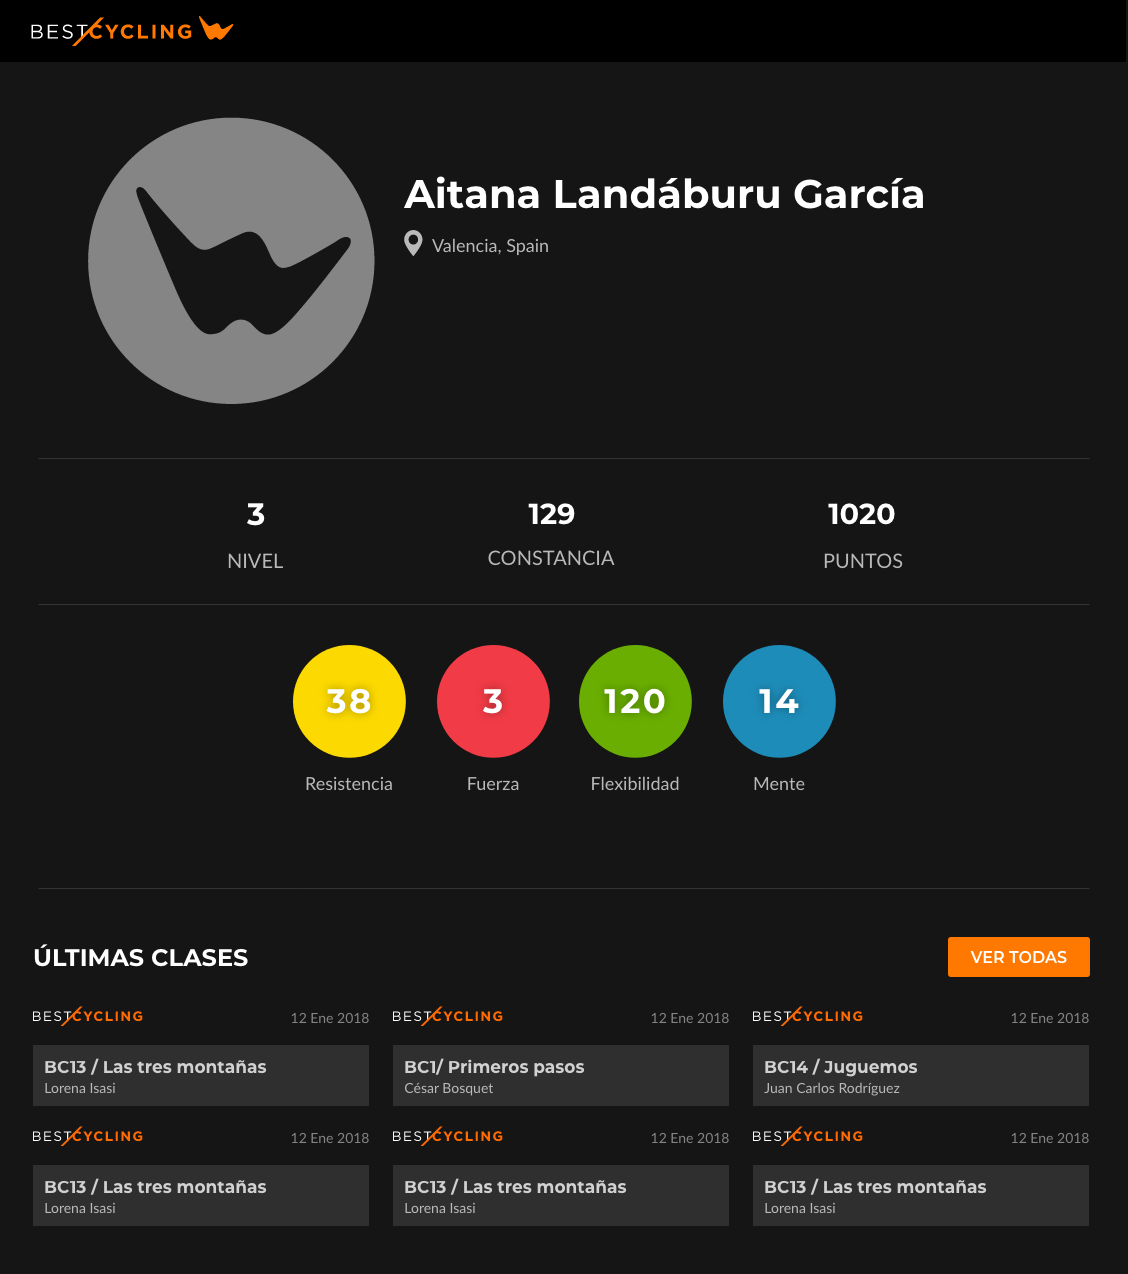 BESTCYCLING
Aitana Landáburu García
Valencia, Spain
3
NIVEL
129
CONSTANCIA
1020
PUNTOS
38
Resistencia
3
Fuerza
120
Flexibilidad
14
Mente
ÚLTIMAS CLASES
VER TODAS
BESTCYCLING
12 Ene 2018
BC13 / Las tres montañas
Lorena Isasi
BESTCYCLING
12 Ene 2018
BC1/ Primeros pasos
César Bosquet
BESTCYCLING
12 Ene 2018
BC14 / Juguemos
Juan Carlos Rodríguez
BESTCYCLING
12 Ene 2018
BC13 / Las tres montañas
Lorena Isasi
BESTCYCLING
12 Ene 2018
BC13 / Las tres montañas
Lorena Isasi
BESTCYCLING
12 Ene 2018
BC13 / Las tres montañas
Lorena Isasi